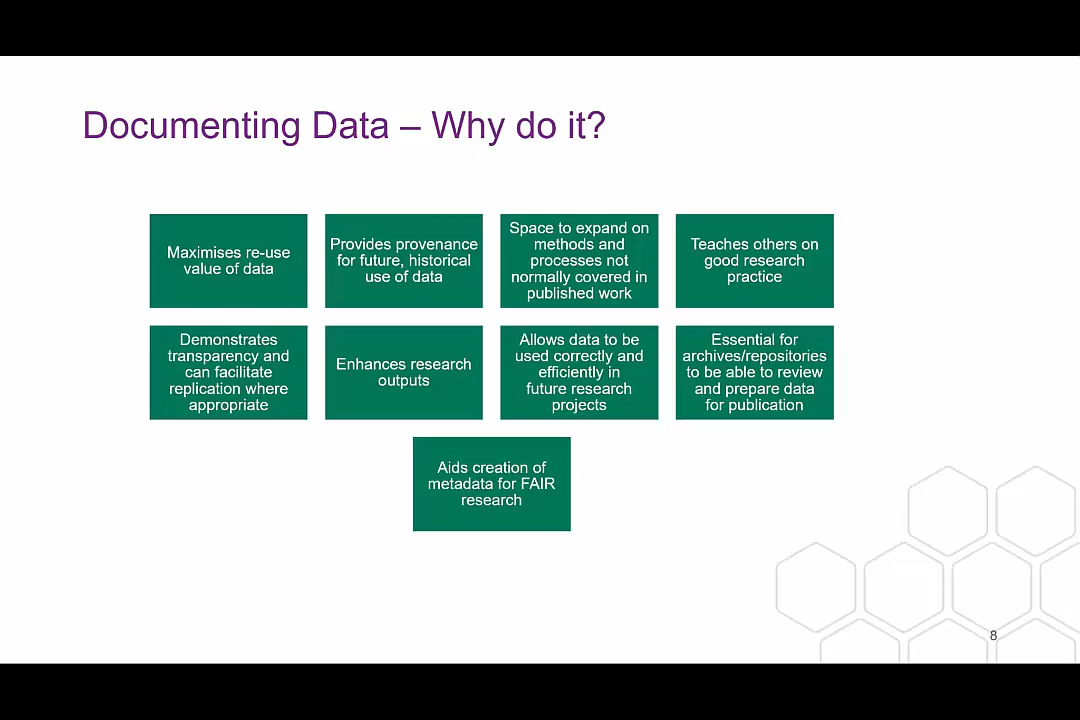 Documenting Data – Why do it?
Maximises re-use
value of data
Provides provenance
for future, historical
use of data
Space to expand on
methods and
processes not
normally covered in
published work
Teaches others on
good research
practice
Demonstrates
transparency and
can facilitate
replication where
appropriate
Enhances research
outputs
Allows data to be
used correctly and
efficiently in
future research
projects
Essential for
archives/repositories
to be able to review
and prepare data
for publication
Aids creation of
metadata for FAIR
research
8